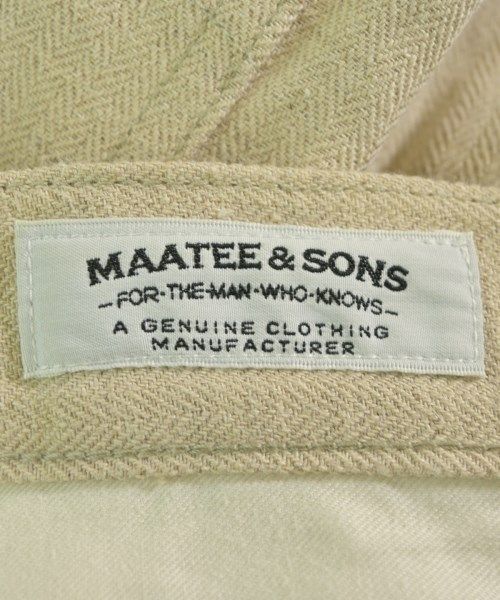 MAATEE & SONS
-FOR-THE-MAN-WHO-KNOWS-
A GENUINE CLOTHING
MANUFACTURER